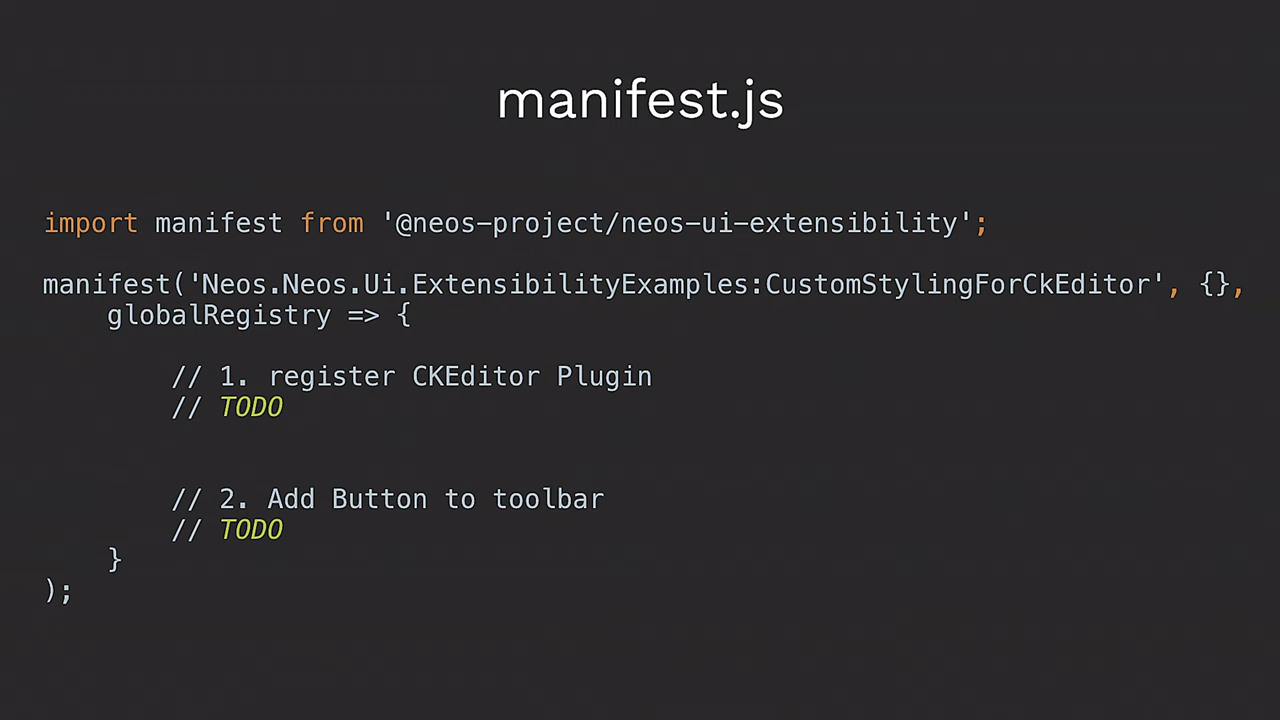 manifest.js
import manifest from '@neos-project/neos-ui-extensibility';
manifest('Neos.Neos.Ui.ExtensibilityExamples:CustomStylingForCkEditor', {},
    globalRegistry => {
        // 1. register CKEditor Plugin
        // TODO
        // 2. Add Button to toolbar
        // TODO
    }
);